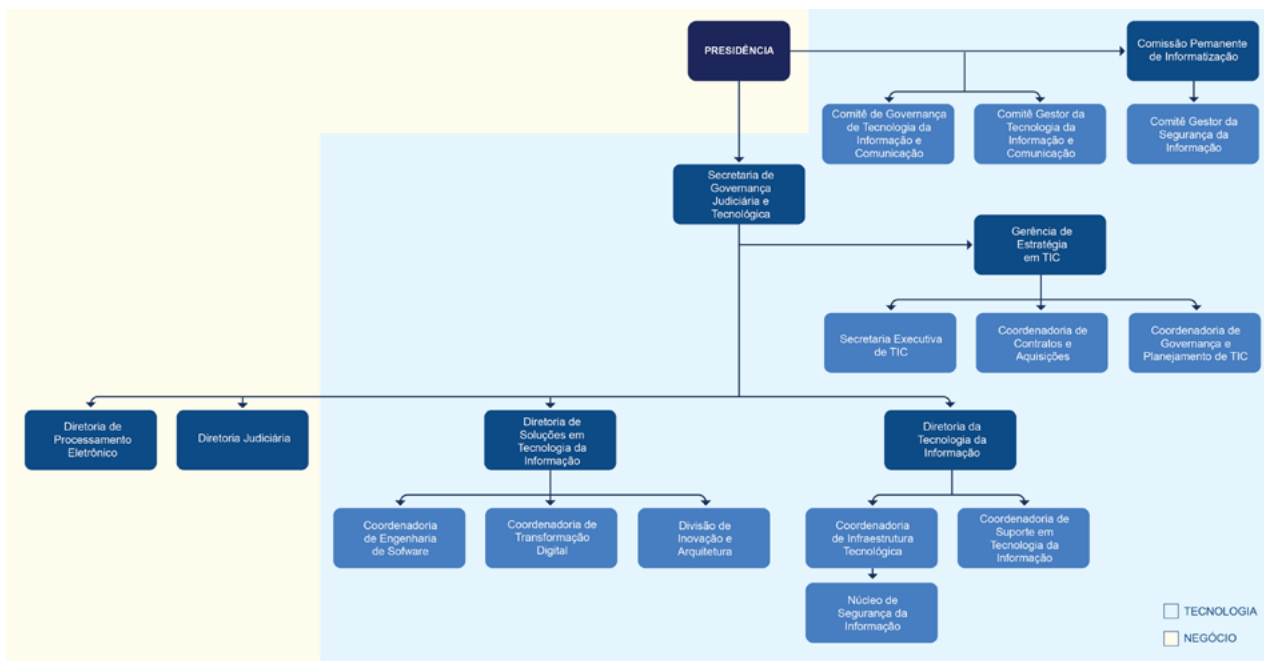 PRESIDÊNCIA
Comissão Pemanente
de Informatização
Comitê de Governança
de Tecnologia da
Informação e
Comunicação
Comitê Gestor da
Tecnologia da
Informação e
Comunicação
Comitê Gestor da
Segurança da
Informação
Secretaria de
Governança
Judiciária e
Tecnológica
Gerência de
Estratégia
em TIC
Secretaria Executiva
de TIC
Coordenadoria de
Contratos e
Aquisições
Coordenadoria de
Governança e
Planejamento de TIC
Diretoria de
Processamento
Eletrônico
Diretoria Judiciária
Diretoria de
Soluções em
Tecnologia da
Informação
Diretoria da
Tecnologia da
Informação
Coordenadoria
de Engenharia
de Sofware
Coordenadoria de
Transformação
Digital
Divisão de
Inovação e
Arquitetura
Coordenadoria
de Infraestrutura
Tecnológica
Coordenadoria de
Suporte em
Tecnologia da
Informação
Núcleo de
Segurança da
Informação
TECNOLOGIA
NEGÓCIO